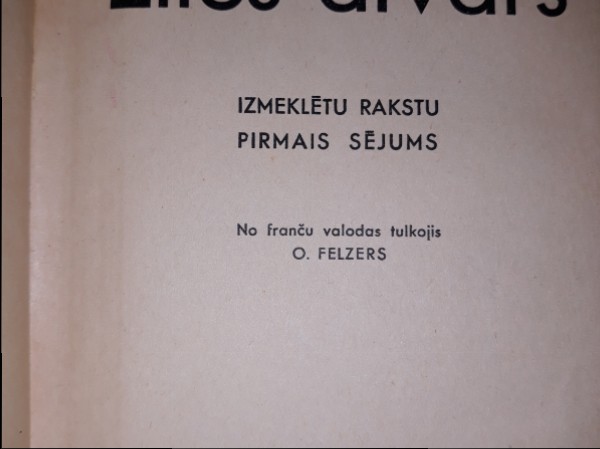 IZMEKLĒTU RAKSTU
PIRMAIS SĒJUMS
No franču valodas tulkojis
O. FELZERS